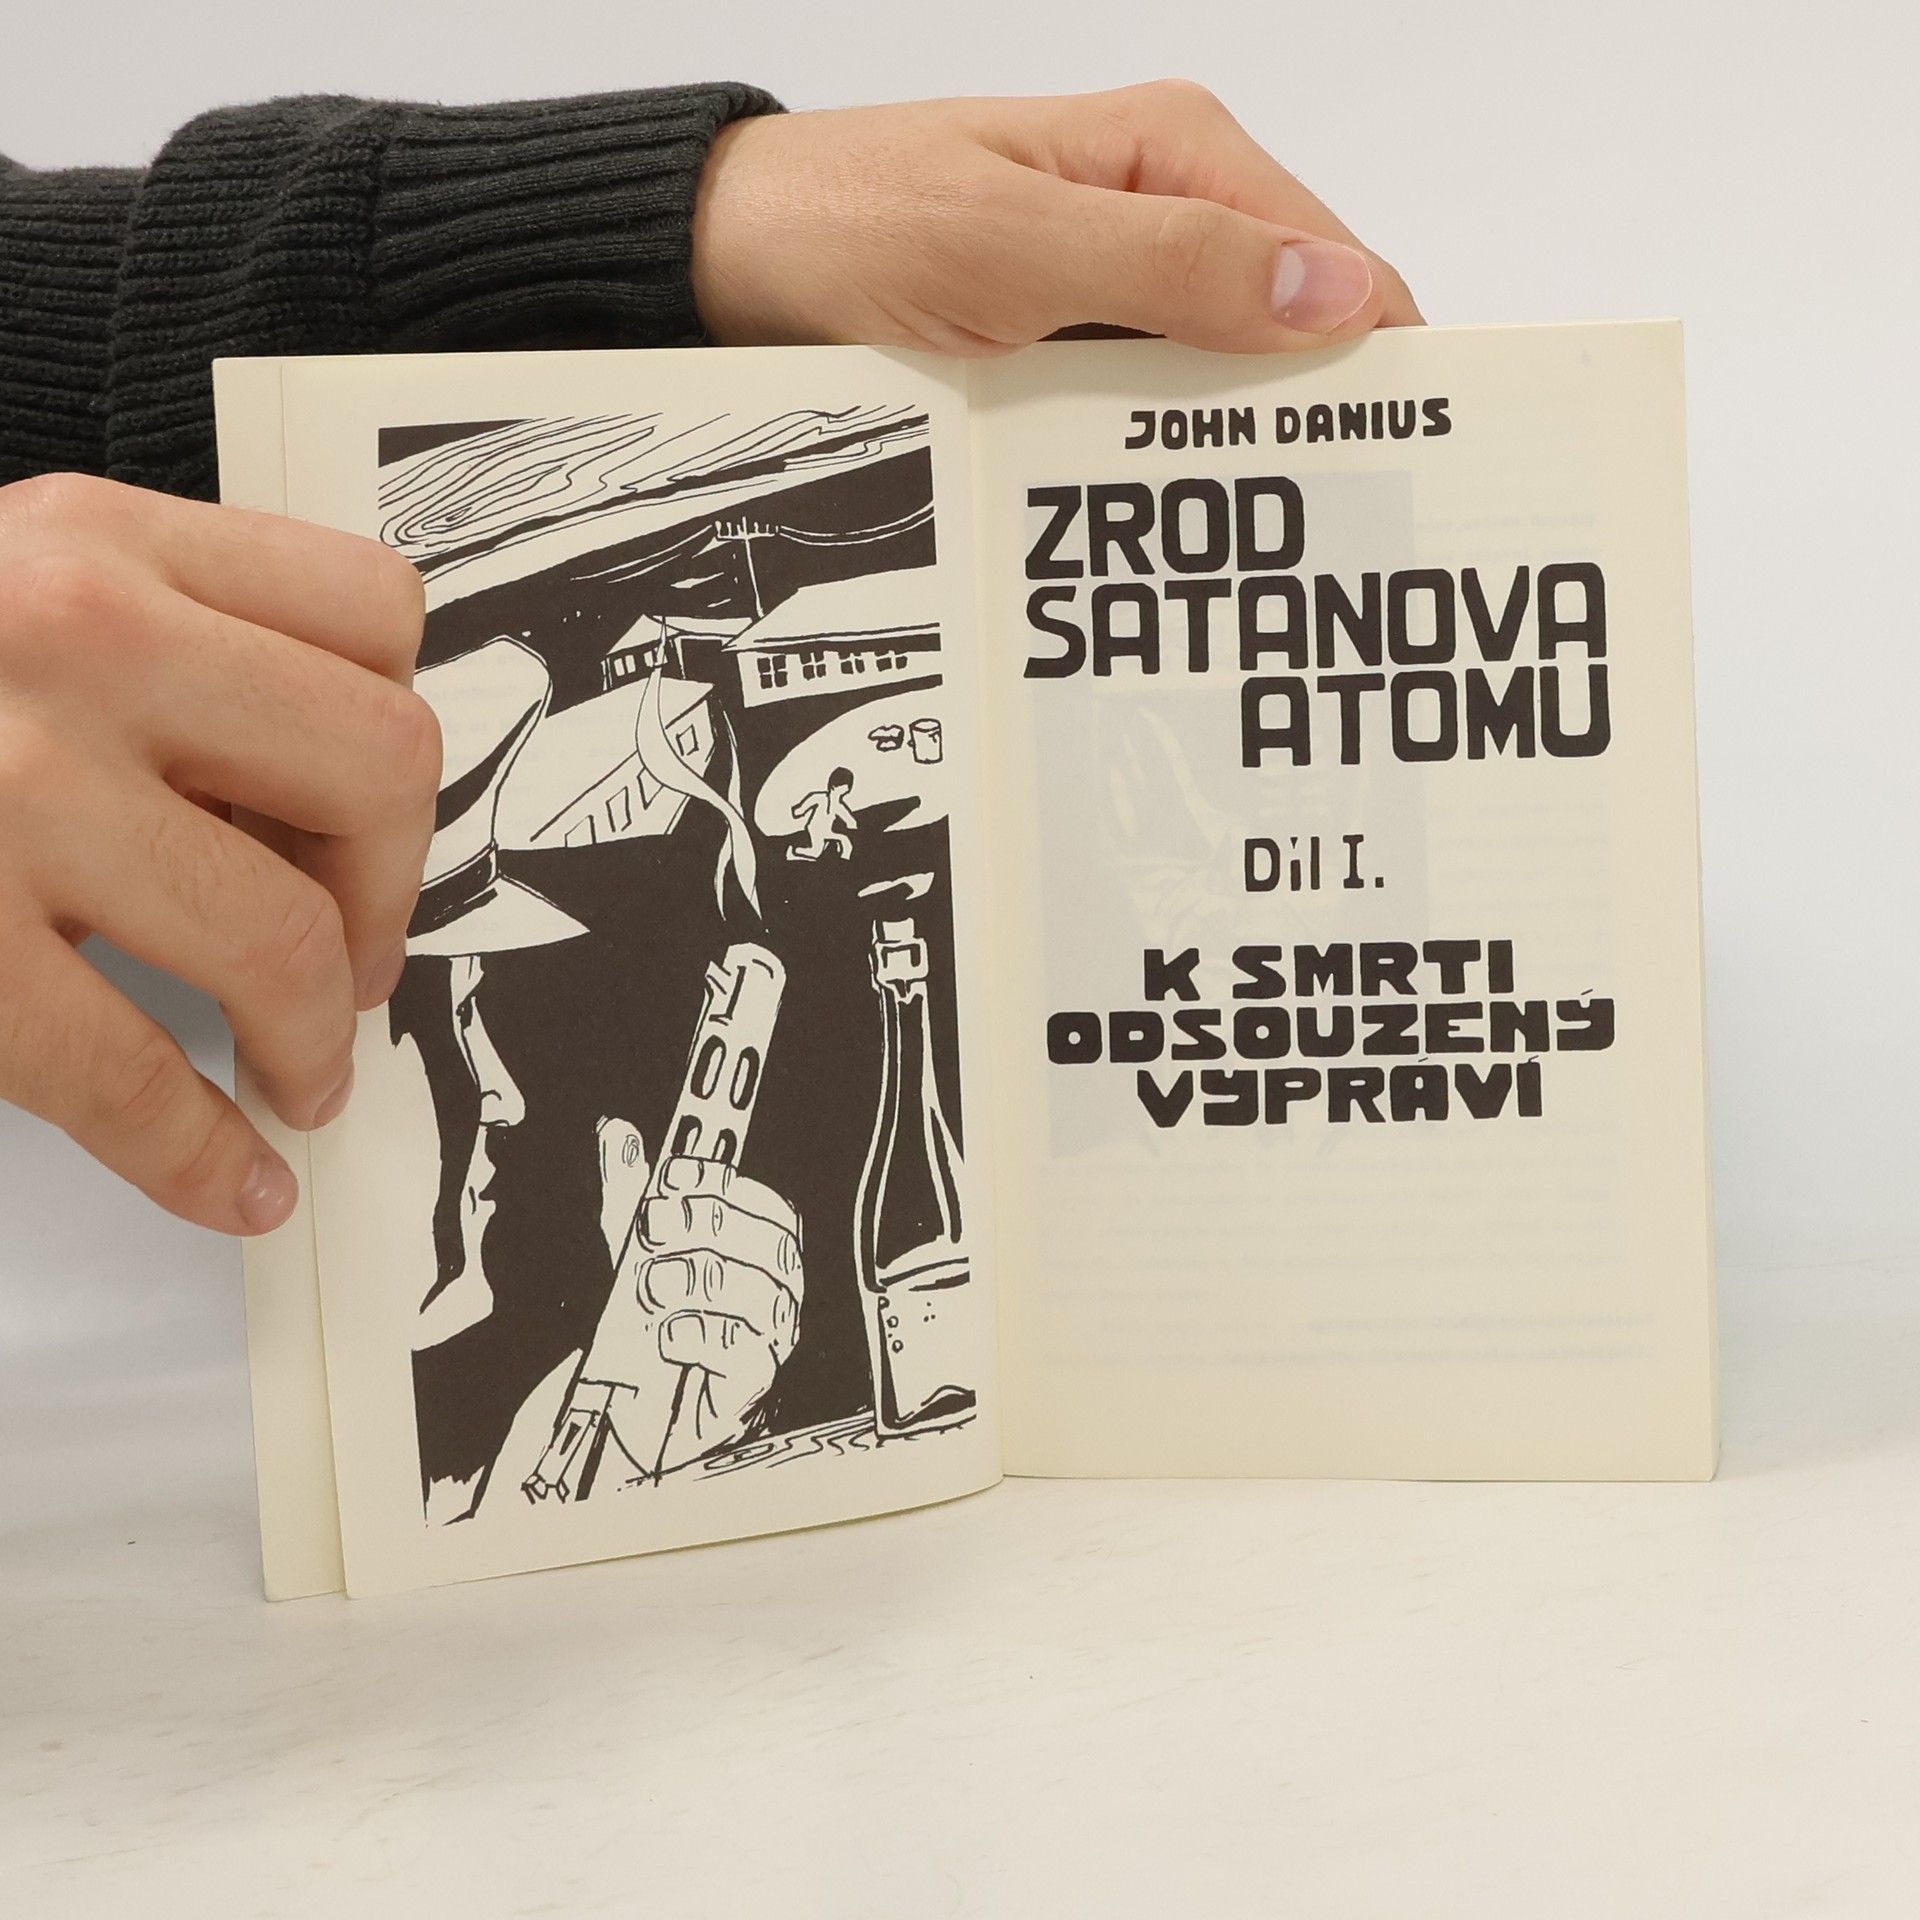 JOHN DANIUS
ZROD
SATANOVA
ATOMU
Díl I.
K SMRTI
ODSOUZENÝ
VYPRÁVÍ